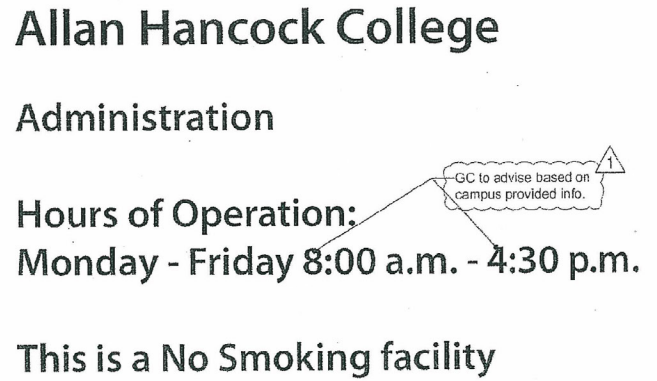 Allan Hancock College
Administration
1
GC to advise based on
campus provided info.
Hours of Operation:
Monday - Friday 8:00 a.m. - 4:30 p.m.
This is a No Smoking facility